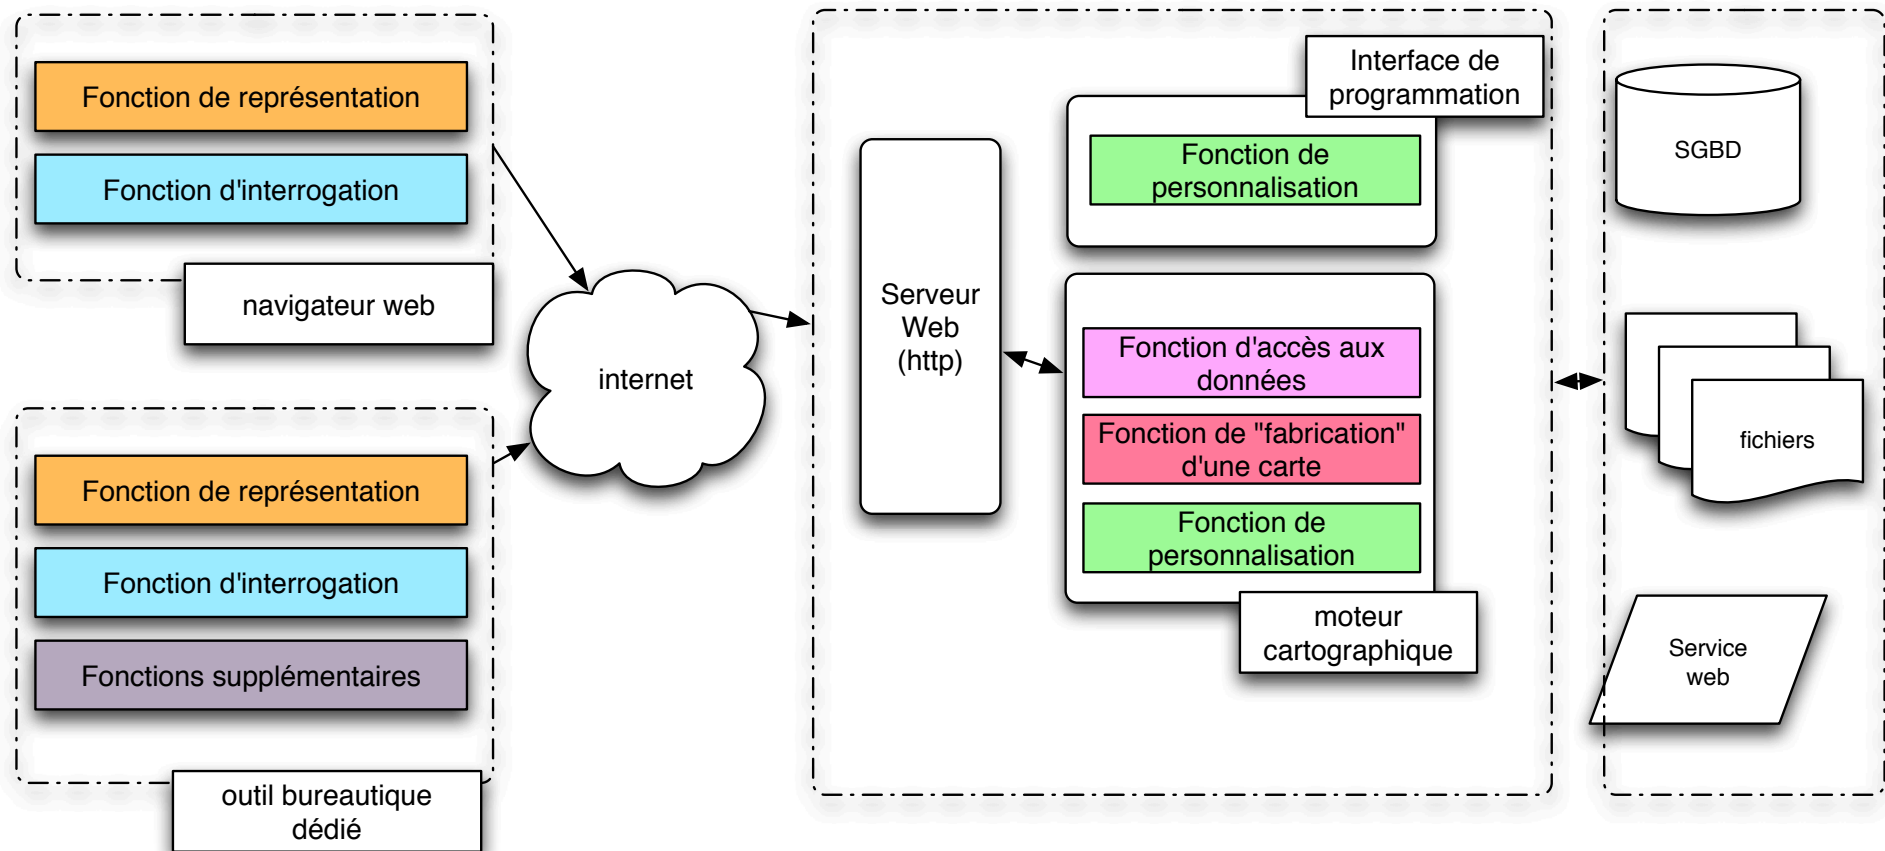 Fonction de représentation
Fonction d'interrogation
navigateur web
Fonction de représentation
Fonction d'interrogation
Fonctions supplémentaires
outil bureautique
dédié
internet
Serveur
Web
(http)
Interface de
programmation
Fonction de
personnalisation
Fonction d'accès aux
données
Fonction de "fabrication"
d'une carte
Fonction de
personnalisation
moteur
cartographique
SGBD
fichiers
Service
web